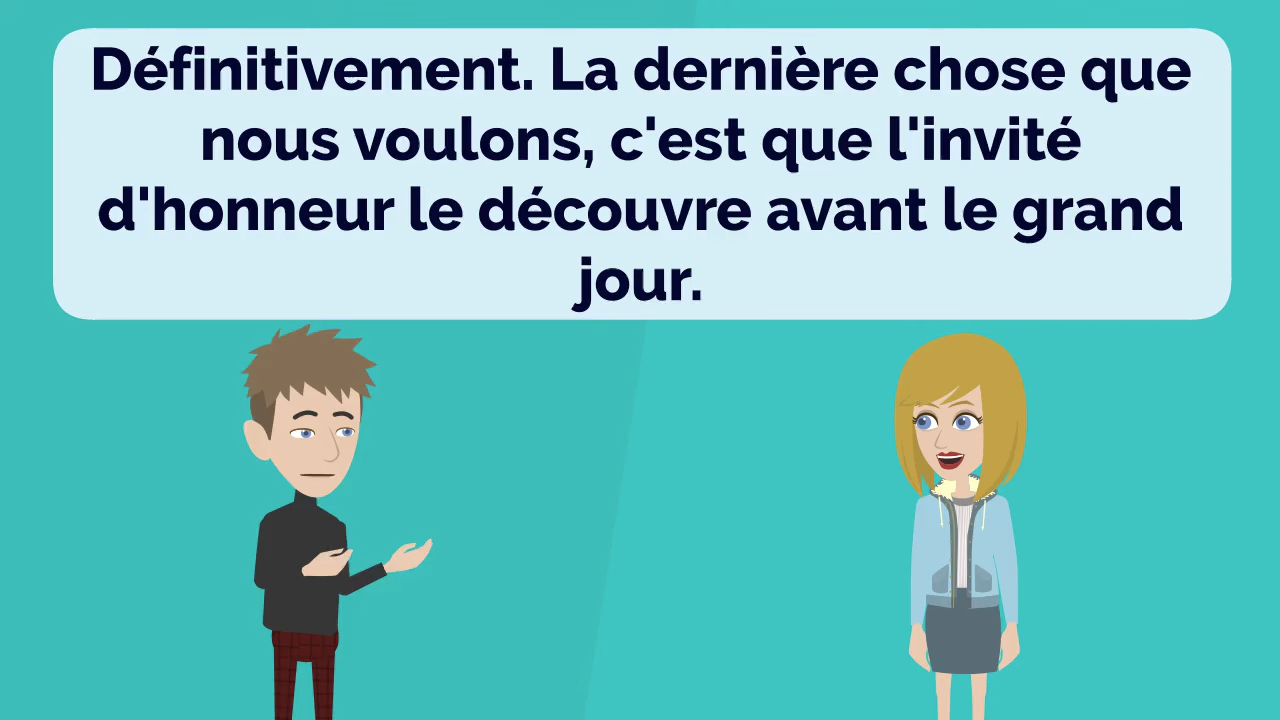 Définitivement. La dernière chose que
nous voulons, c'est que l'invité
d'honneur le découvre avant le grand
jour.